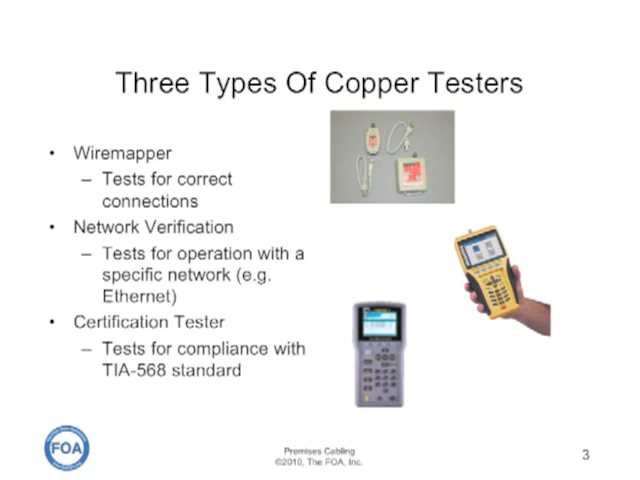 Three Types Of Copper Testers
• Wiremapper
– Tests for correct
connections
• Network Verification
– Tests for operation with a
specific network (e.g.
Ethernet)
• Certification Tester
– Tests for compliance with
TIA-568 standard
FOA
Premises Cabling
©2010, The FOA, Inc.
3